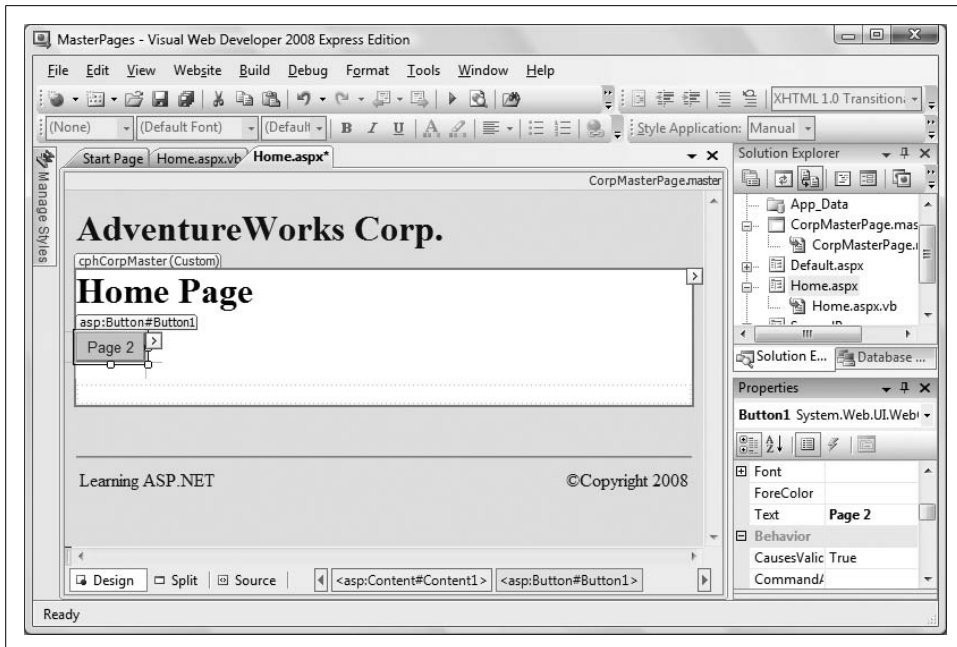 MasterPages - Visual Web Developer 2008 Express Edition
File Edit View Website Build Debug Format Tools Window Help
XHTML 1.0 Transition
(None) (Default Font) (Default B I U A Style Application: Manual
Manage Styles
Start Page Home.aspx.vb Home.aspx*
CorpMasterPage.master
AdventureWorks Corp.
cphCorpMaster (Custom)
Home Page
asp:Button#Button1
Page 2
Learning ASP.NET ©Copyright 2008
Design Split Source <asp:Content#Content1> <asp:Button#Button1>
Ready
Solution Explorer
App_Data
CorpMasterPage.mas
CorpMasterPage.
Default.aspx
Home.aspx
Home.aspx.vb
Solution E... Database ...
Properties
Button1 System.Web.UI.Web
Font
ForeColor
Text Page 2
Behavior
CausesValic True
Command